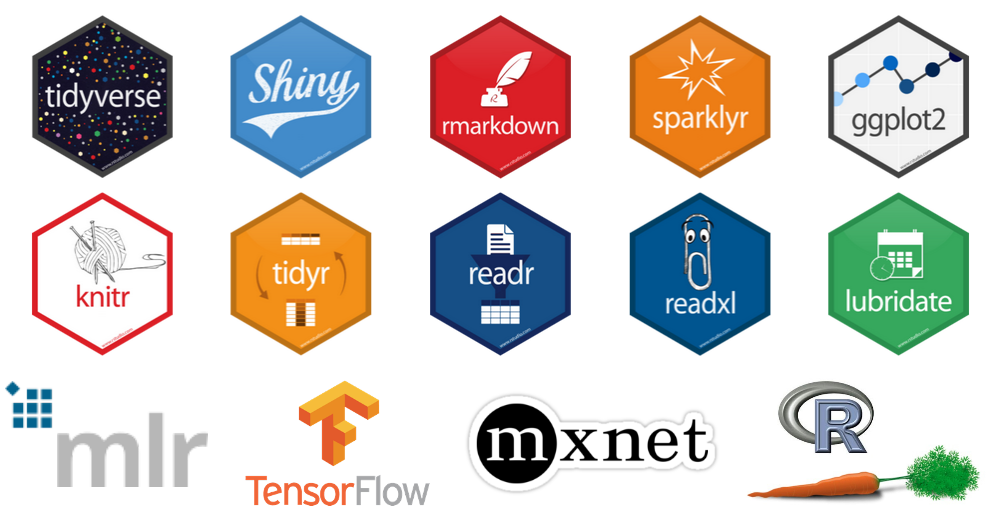 tidyverse
Shiny
rmarkdown
sparklyr
ggplot2
knitr
tidyr
readr
readxl
lubridate
mlr
TensorFlow
mxnet
R